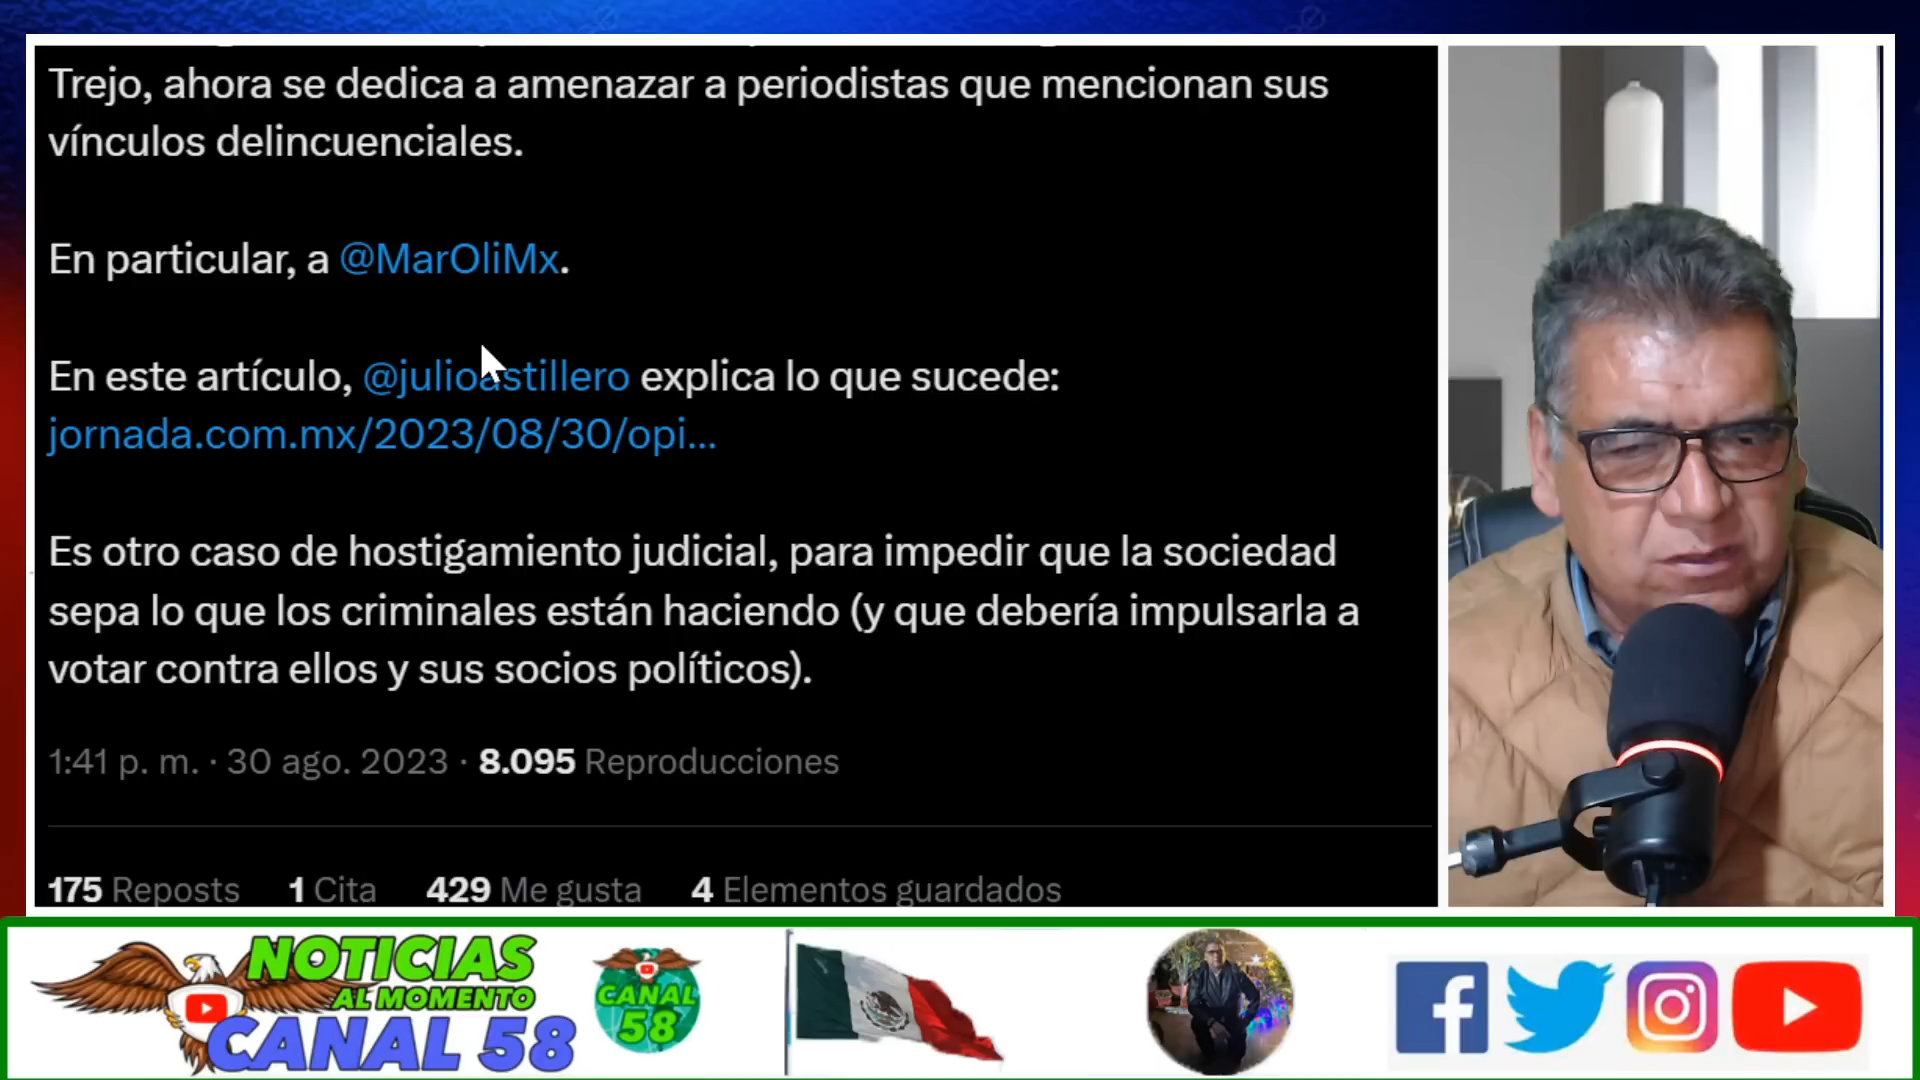 Trejo, ahora se dedica a amenazar a periodistas que mencionan sus
vínculos delincuenciales.
En particular, a @MarOliMx.
En este artículo, @julioastillero explica lo que sucede:
jornada.com.mx/2023/08/30/opi...
Es otro caso de hostigamiento judicial, para impedir que la sociedad
sepa lo que los criminales están haciendo (y que debería impulsarla a
votar contra ellos y sus socios políticos).
1:41 p. m. · 30 ago. 2023 · 8.095 Reproducciones
175 Reposts 1 Cita 429 Me gusta 4 Elementos guardados
NOTICIAS
AL MOMENTO
CANAL 58
CANAL
58